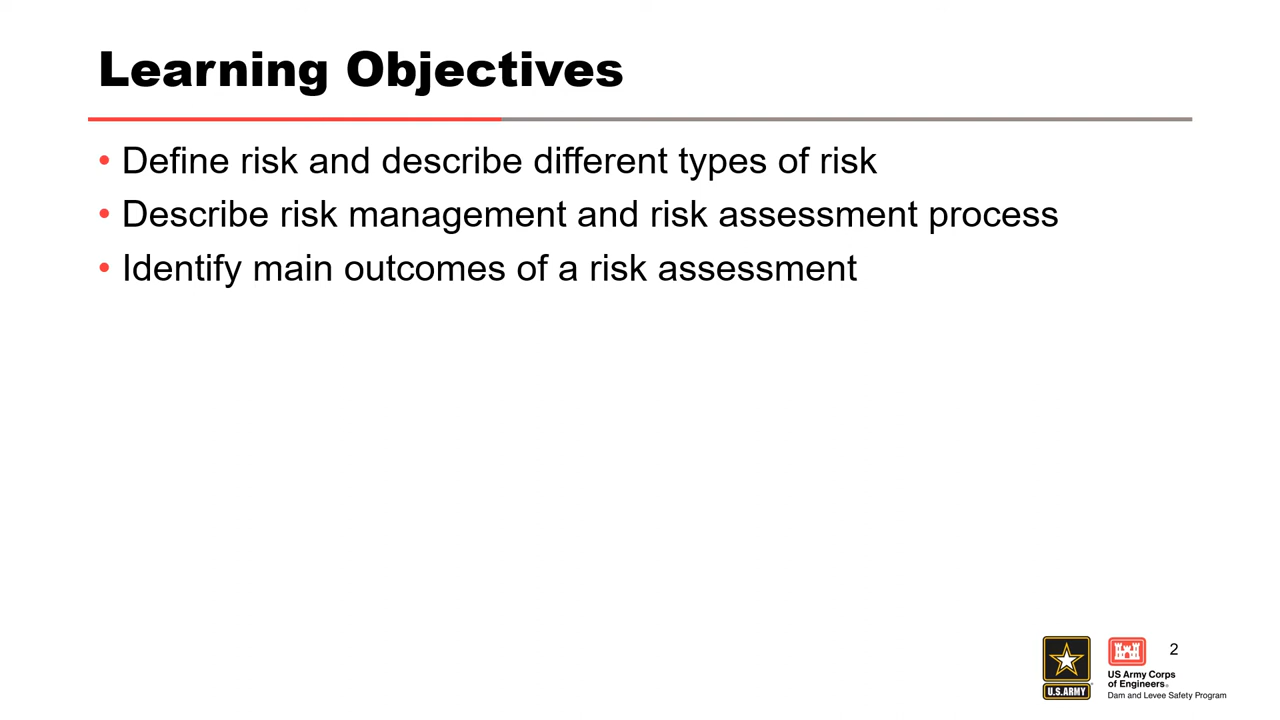 Learning Objectives
• Define risk and describe different types of risk
• Describe risk management and risk assessment process
• Identify main outcomes of a risk assessment
2
U.S.ARMY
US Army Corps
of Engineers®
Dam and Levee Safety Program